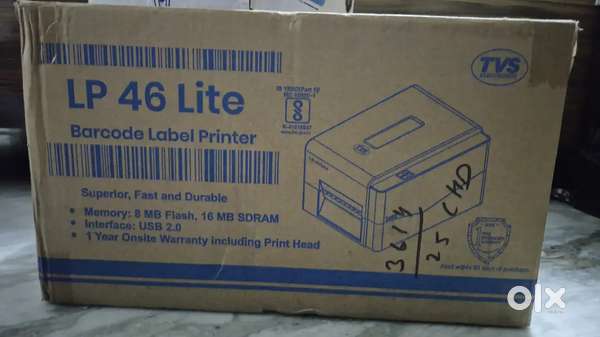 TVS
ELECTRONICS
LP 46 Lite
Barcode Label Printer
Superior, Fast and Durable
• Memory: 8 MB Flash, 16 MB SDRAM
• Interface: USB 2.0
• 1 Year Onsite Warranty including Print Head
25 CHD
olx